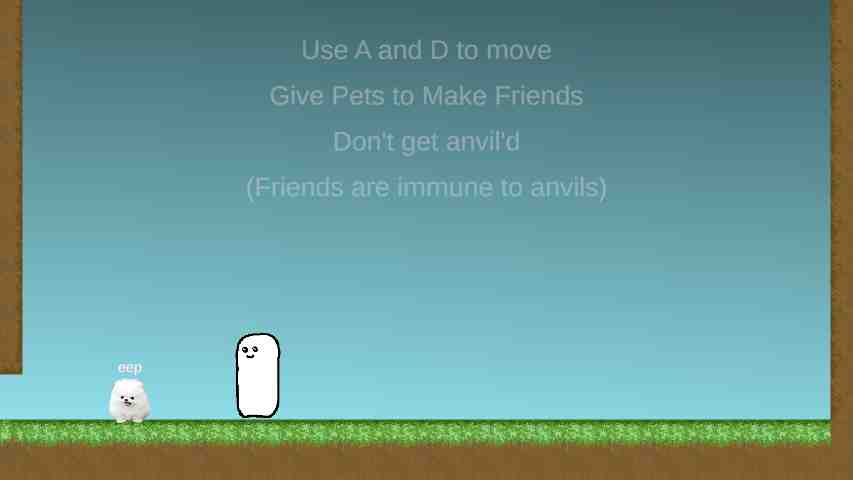 Use A and D to move
Give Pets to Make Friends
Don't get anvil'd
(Friends are immune to anvils)
eep